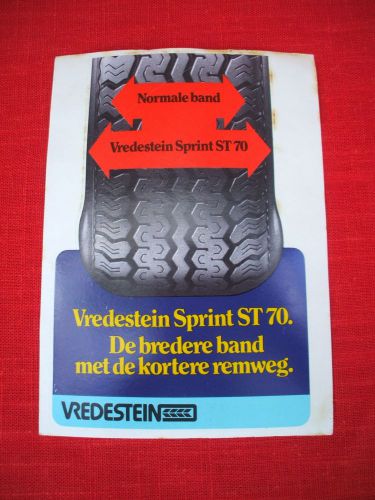 Normale band
Vredestein Sprint ST 70
Vredestein Sprint ST 70.
De bredere band
met de kortere remweg.
VREDESTEIN